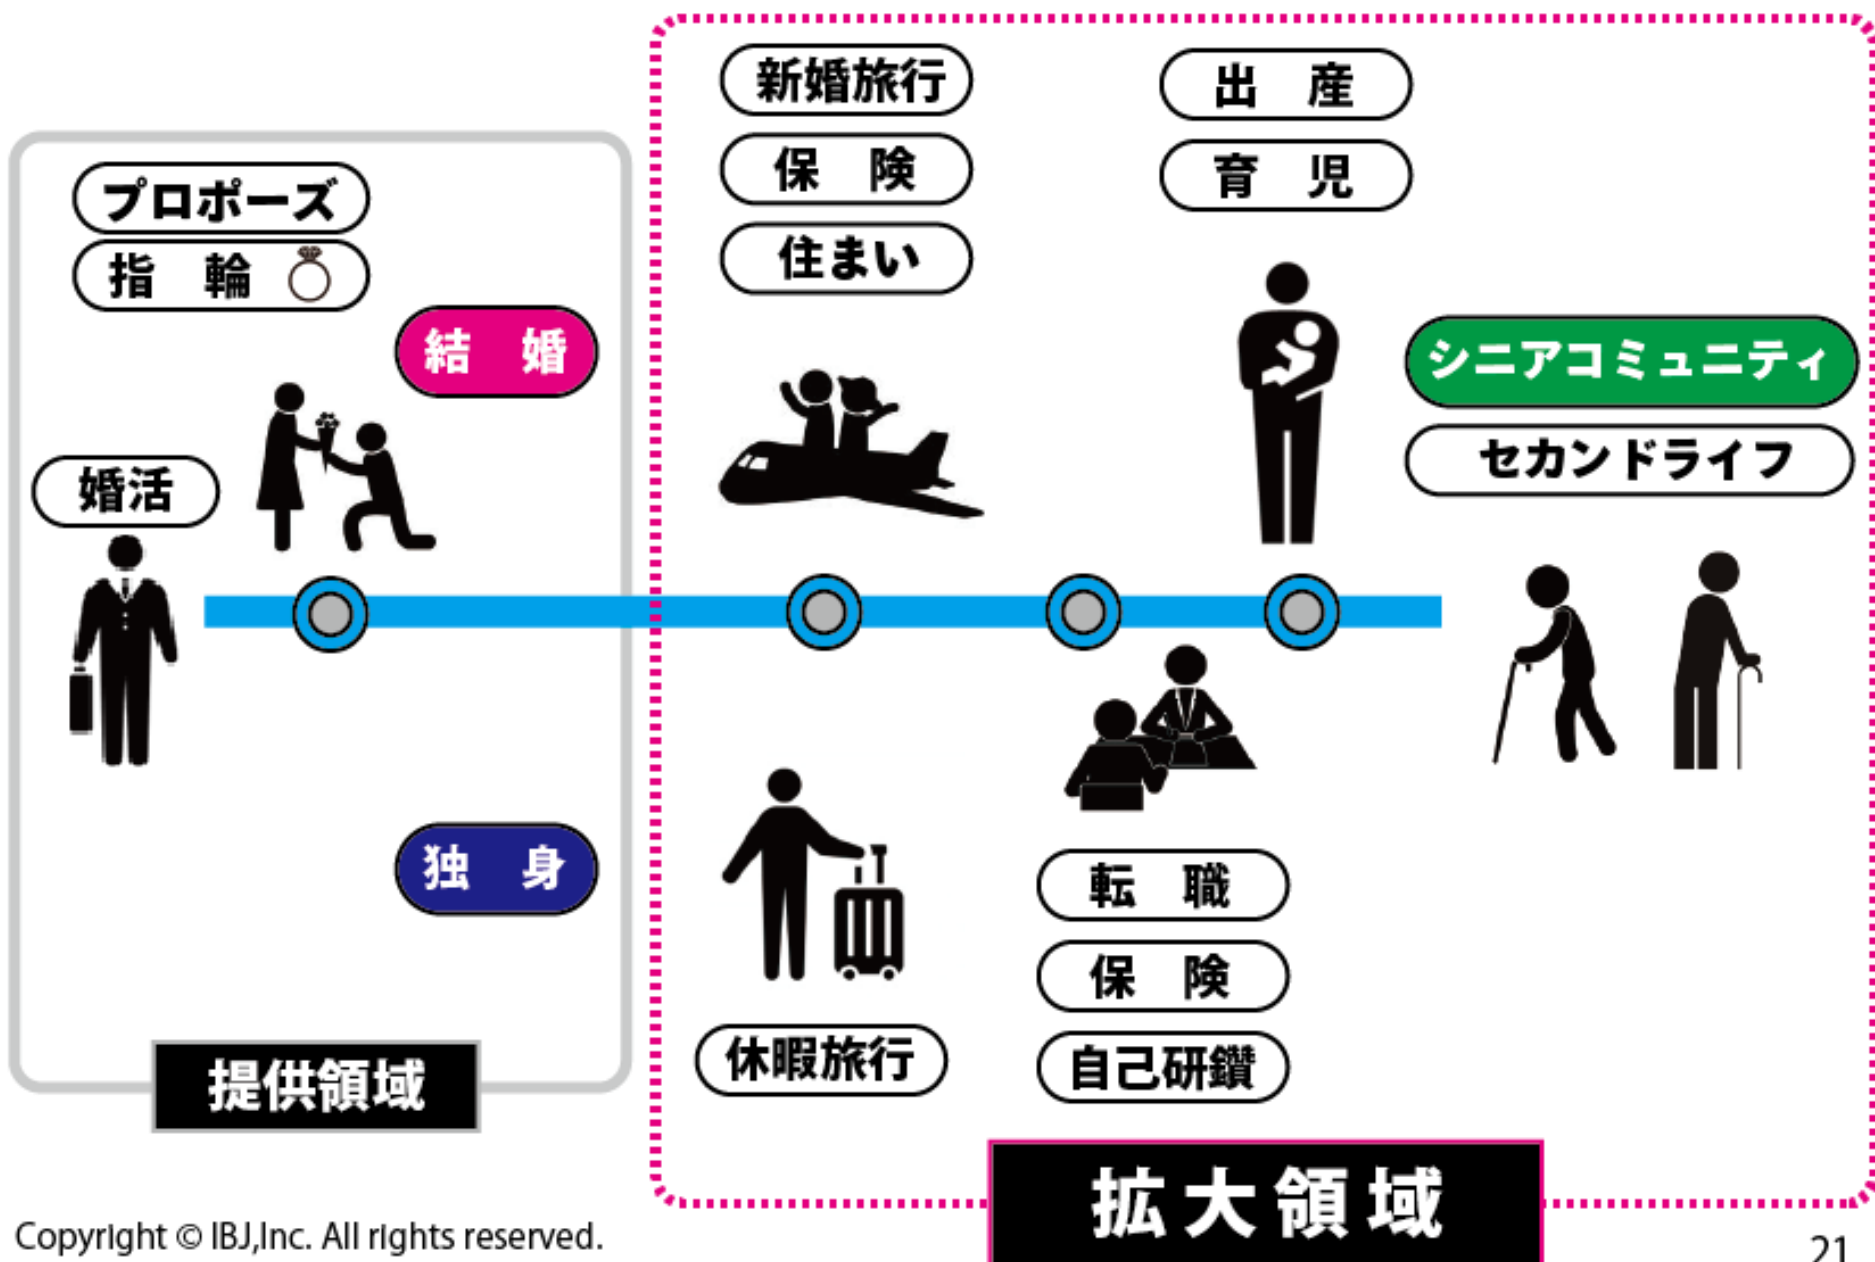 プロポーズ
指 輪
結 婚
婚活
独 身
提供領域
新婚旅行
保 険
住まい
出 産
育 児
シニアコミュニティ
セカンドライフ
休暇旅行
転 職
保 険
自己研鑽
拡大領域
Copyright © IBJ,Inc. All rights reserved.
21